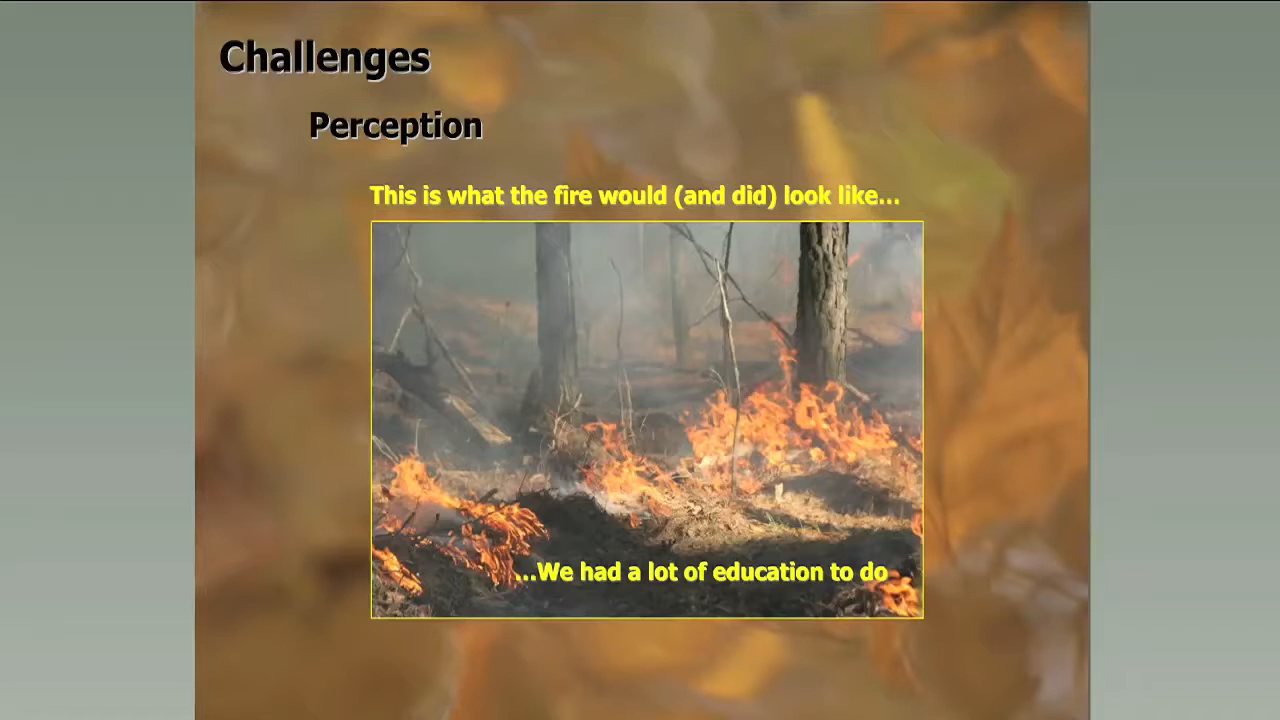 Challenges
Perception
This is what the fire would (and did) look like...
...We had a lot of education to do